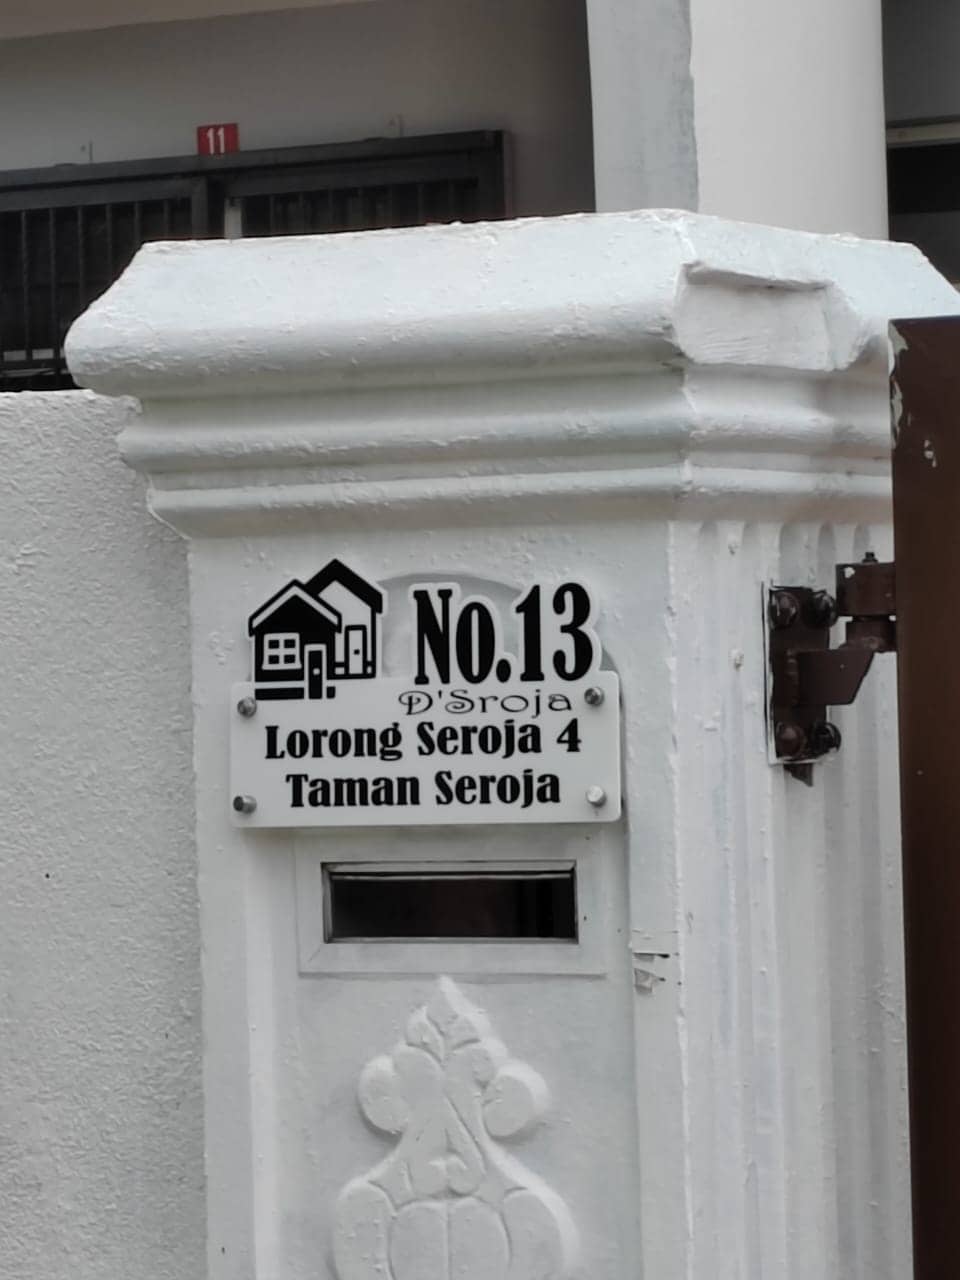 11
No.13
D'Sroja
Lorong Seroja 4
Taman Seroja